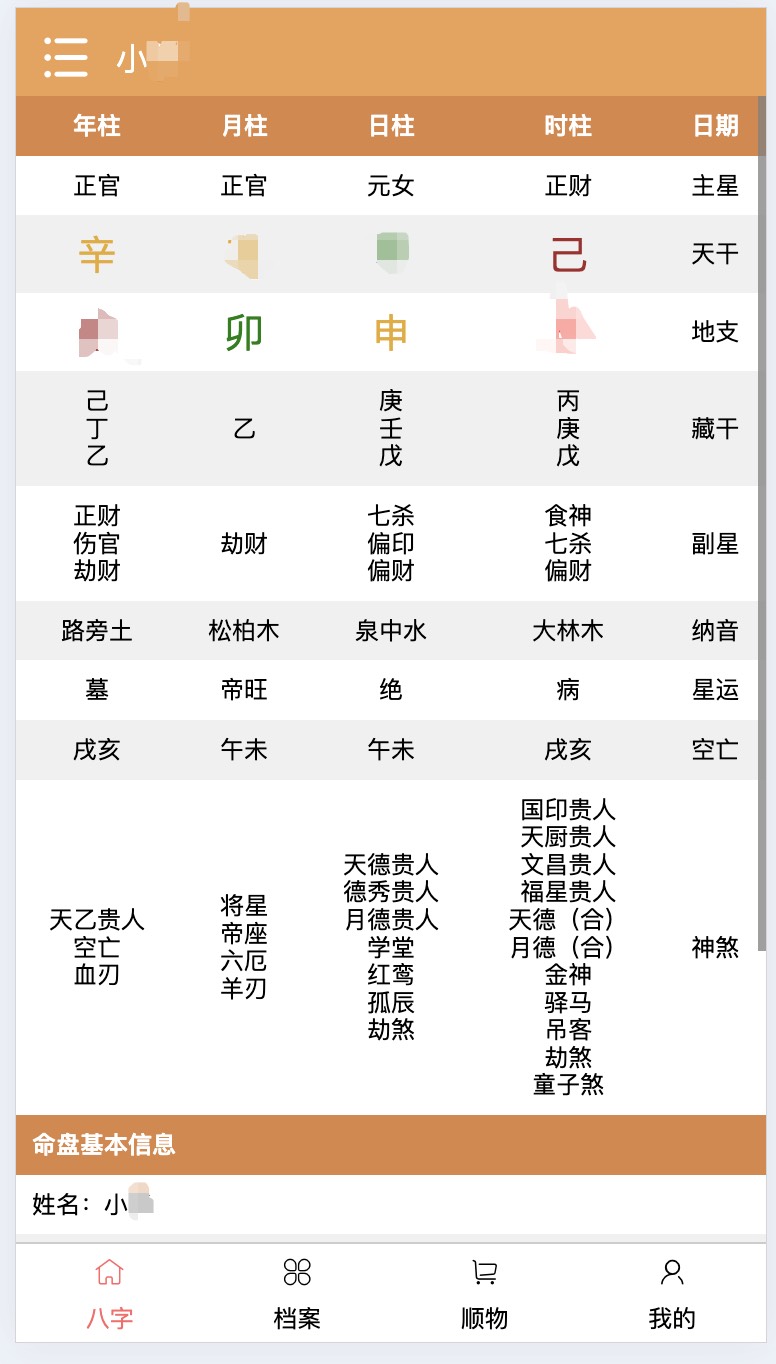 小
年柱 月柱 日柱 时柱 日期
正官 正官 元女 正财 主星
辛 己 天干
卯 申 地支
己 丁 乙 乙 庚 壬 戊 丙 庚 戊 藏干
正财 伤官 劫财 劫财 七杀 偏印 偏财 食神 七杀 偏财 副星
路旁土 松柏木 泉中水 大林木 纳音
墓 帝旺 绝 病 星运
戌亥 午未 午未 戌亥 空亡
天乙贵人
空亡
血刃
将星
帝座
六厄
羊刃
天德贵人
德秀贵人
月德贵人
学堂
红鸾
孤辰
劫煞
国印贵人
天厨贵人
文昌贵人
福星贵人
天德（合）
月德（合）
金神
驿马
吊客
劫煞
童子煞
神煞
命盘基本信息
姓名：小
八字 档案 顺物 我的